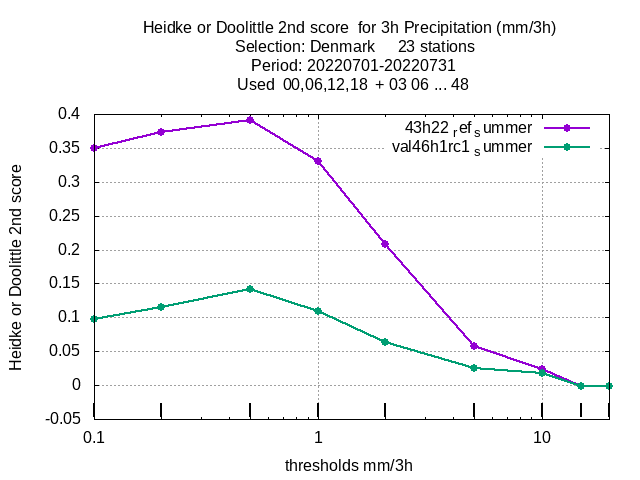 Heidke or Doolittle 2nd score  for 3h Precipitation (mm/3h)
Selection: Denmark     23 stations
Period: 20220701-20220731
Used  00,06,12,18  + 03 06 ... 48
43h22 refsummer
val46h1rc1 summer
0.4
0.35
0.3
0.25
0.2
0.15
0.1
0.05
0
-0.05
Heidke or Doolittle 2nd score
0.1 1 10
thresholds mm/3h